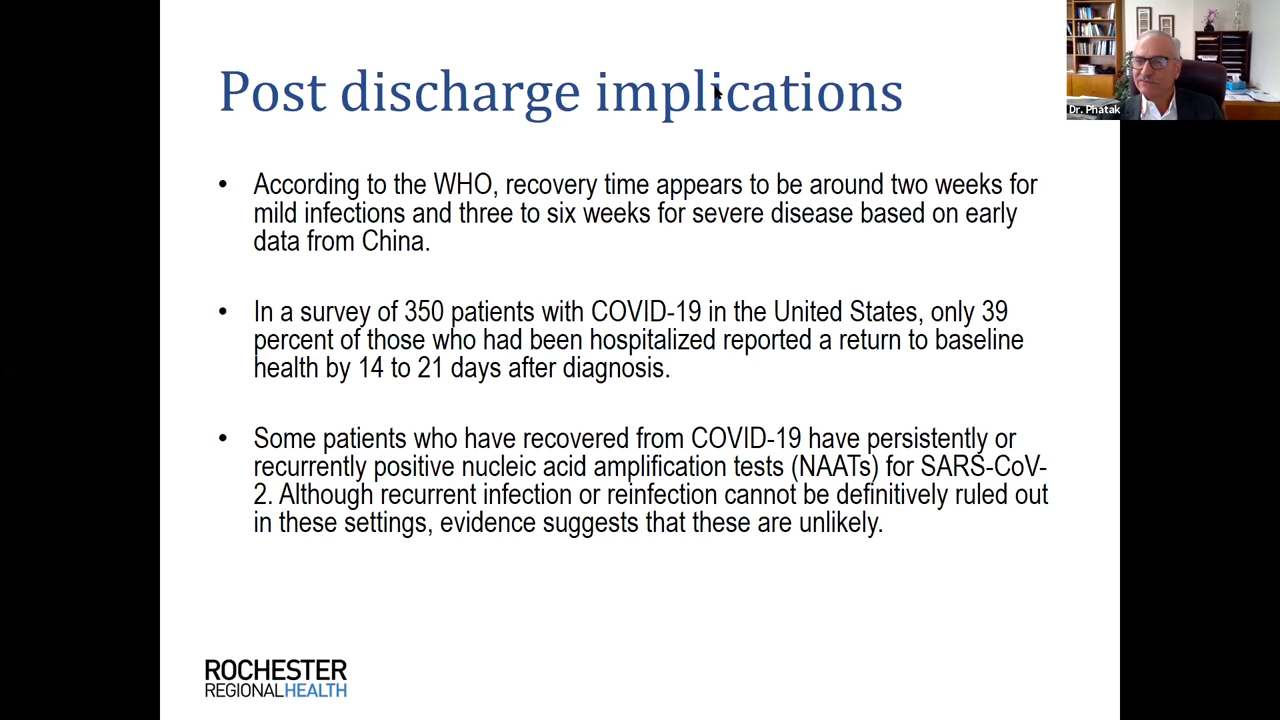 Post discharge implications
• According to the WHO, recovery time appears to be around two weeks for
mild infections and three to six weeks for severe disease based on early
data from China.
• In a survey of 350 patients with COVID-19 in the United States, only 39
percent of those who had been hospitalized reported a return to baseline
health by 14 to 21 days after diagnosis.
• Some patients who have recovered from COVID-19 have persistently or
recurrently positive nucleic acid amplification tests (NAATs) for SARS-CoV-
2. Although recurrent infection or reinfection cannot be definitively ruled out
in these settings, evidence suggests that these are unlikely.
ROCHESTER
REGIONALHEALTH
Dr. Phatak